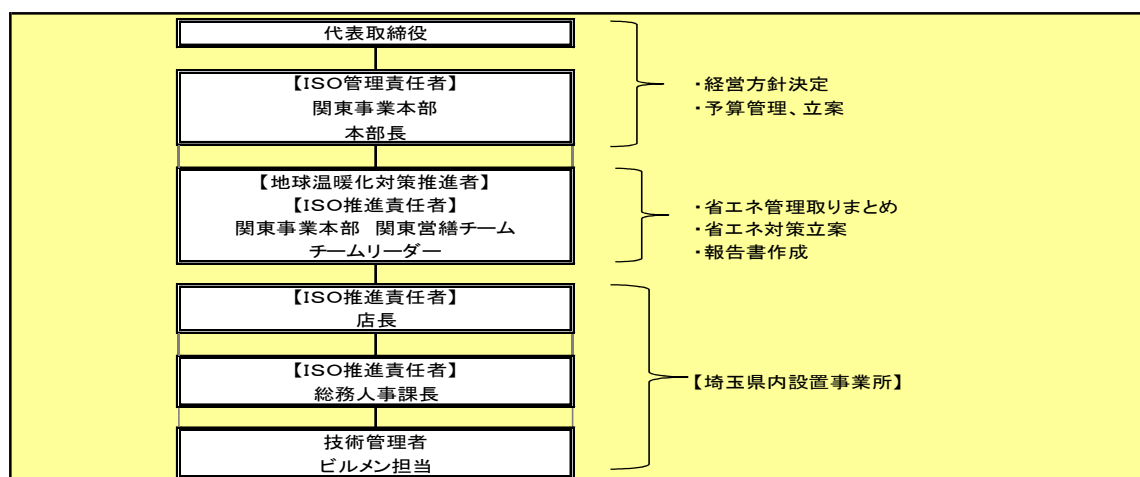 代表取締役
【ISO管理責任者】
関東事業本部
本部長
・経営方針決定
・予算管理、立案
【地球温暖化対策推進者】
【ISO推進責任者】
関東事業本部　関東営繕チーム
チームリーダー
・省エネ管理取りまとめ
・省エネ対策立案
・報告書作成
【ISO推進責任者】
店長
【ISO推進責任者】
総務人事課長
【埼玉県内設置事業所】
技術管理者
ビルメン担当